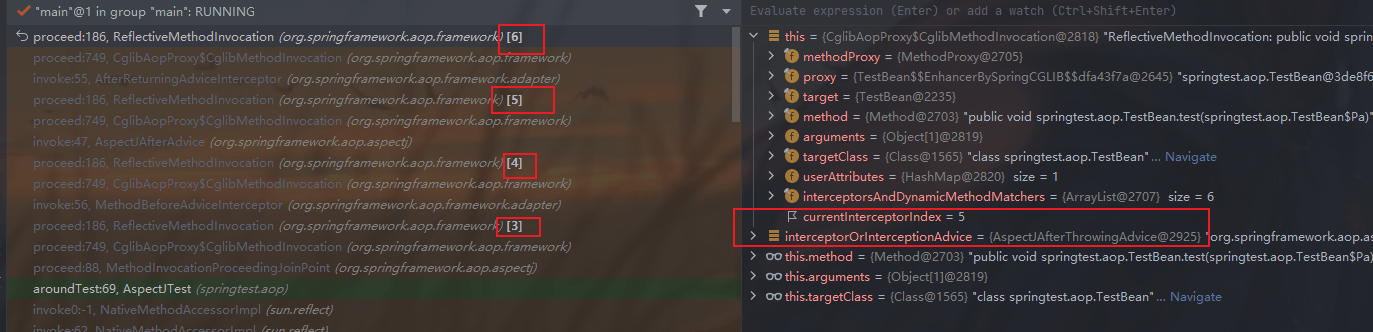 "main"@1 in group "main": RUNNING
proceed:186, ReflectiveMethodInvocation (org.springframework.aop.framework) [6]
proceed:749, CglibAopProxy$CglibMethodInvocation (org.springframework.aop.framework)
invoke:55, AfterReturningAdviceInterceptor (org.springframework.aop.framework.adapter)
proceed:186, ReflectiveMethodInvocation (org.springframework.aop.framework) [5]
proceed:749, CglibAopProxy$CglibMethodInvocation (org.springframework.aop.framework)
invoke:47, AspectJAfterAdvice (org.springframework.aop.aspectj)
proceed:186, ReflectiveMethodInvocation (org.springframework.aop.framework) [4]
proceed:749, CglibAopProxy$CglibMethodInvocation (org.springframework.aop.framework)
invoke:56, MethodBeforeAdviceInterceptor (org.springframework.aop.framework.adapter)
proceed:186, ReflectiveMethodInvocation (org.springframework.aop.framework) [3]
proceed:749, CglibAopProxy$CglibMethodInvocation (org.springframework.aop.framework)
proceed:88, MethodInvocationProceedingJoinPoint (org.springframework.aop.aspectj)
aroundTest:69, AspectJTest (springtest.aop)
invoke0:-1, NativeMethodAccessorImpl (sun.reflect)
invoke:62, NativeMethodAccessorImpl (sun.reflect)
Evaluate expression (Enter) or add a watch (Ctrl+Shift+Enter)
this = {CglibAopProxy$CglibMethodInvocation@2818} "ReflectiveMethodInvocation: public void spring
methodProxy = {MethodProxy@2705}
proxy = {TestBean$$EnhancerBySpringCGLIB$$dfa43f7a@2645} "springtest.aop.TestBean@3de8f6
target = {TestBean@2235}
method = {Method@2703} "public void springtest.aop.TestBean.test(springtest.aop.TestBean$Pa)"
arguments = {Object[1]@2819}
targetClass = {Class@1565} "class springtest.aop.TestBean"... Navigate
userAttributes = {HashMap@2820} size = 1
interceptorsAndDynamicMethodMatchers = {ArrayList@2707} size = 6
currentInterceptorIndex = 5
interceptorOrInterceptionAdvice = {AspectJAfterThrowingAdvice@2925} "org.springframework.aop.as
this.method = {Method@2703} "public void springtest.aop.TestBean.test(springtest.aop.TestBean$Pa)"
this.arguments = {Object[1]@2819}
this.targetClass = {Class@1565} "class springtest.aop.TestBean"... Navigate